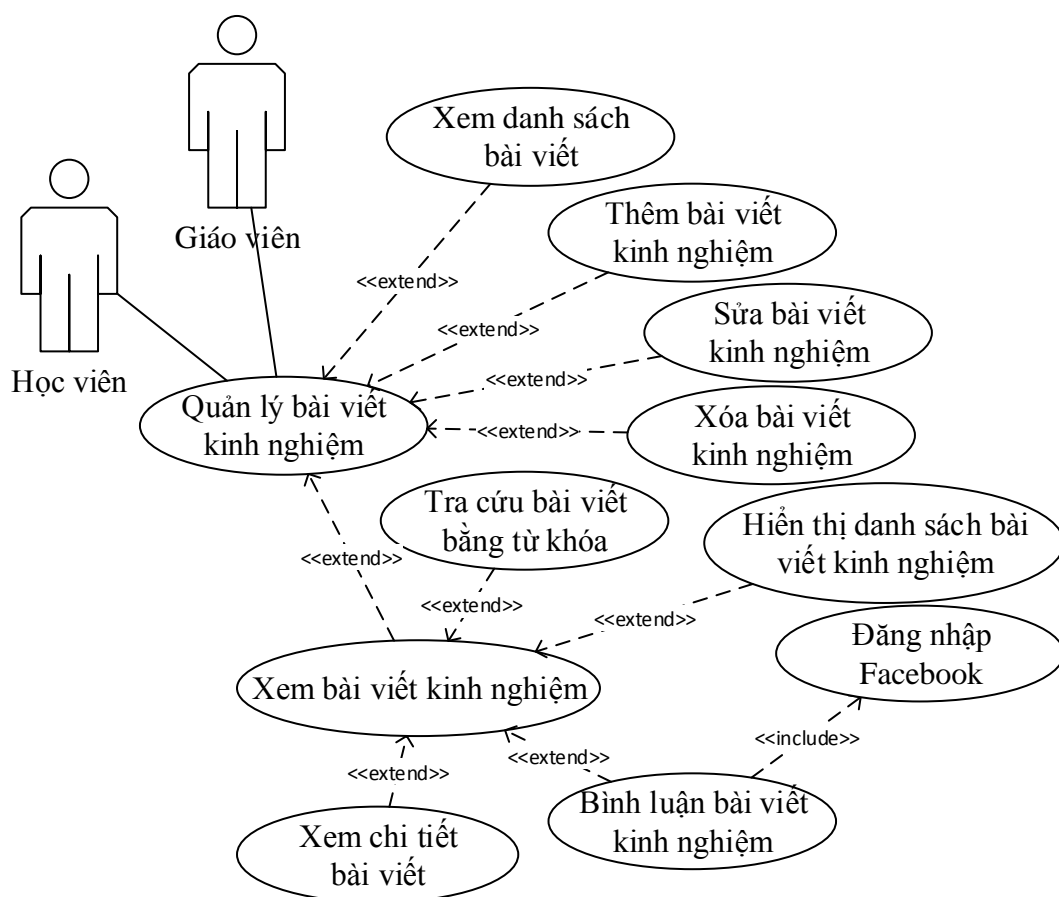 Xem danh sách
bài viết
Giáo viên
Thêm bài viết
kinh nghiệm
<<extend>>
<<extend>>
Sửa bài viết
kinh nghiệm
Học viên
<<extend>>
Quản lý bài viết
kinh nghiệm
<<extend>>
Xóa bài viết
kinh nghiệm
Tra cứu bài viết
bằng từ khóa
Hiển thị danh sách bài
viết kinh nghiệm
<<extend>>
<<extend>>
<<extend>>
Đăng nhập
Facebook
Xem bài viết kinh nghiệm
<<include>>
<<extend>>
<<extend>>
Bình luận bài viết
kinh nghiệm
Xem chi tiết
bài viết